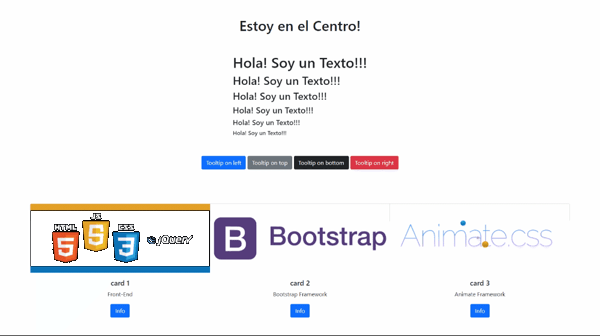 Estoy en el Centro!
Hola! Soy un Texto!!!
Hola! Soy un Texto!!!
Hola! Soy un Texto!!!
Hola! Soy un Texto!!!
Hola! Soy un Texto!!!
Hola! Soy un Texto!!!
Tooltip on left Tooltip on top Tooltip on bottom Tooltip on right
HTML JS CSS
5 5 3 jQuery
B Bootstrap
Animate.css
card 1 card 2 card 3
Front-End Bootstrap Framework Animate Framework
Info Info Info